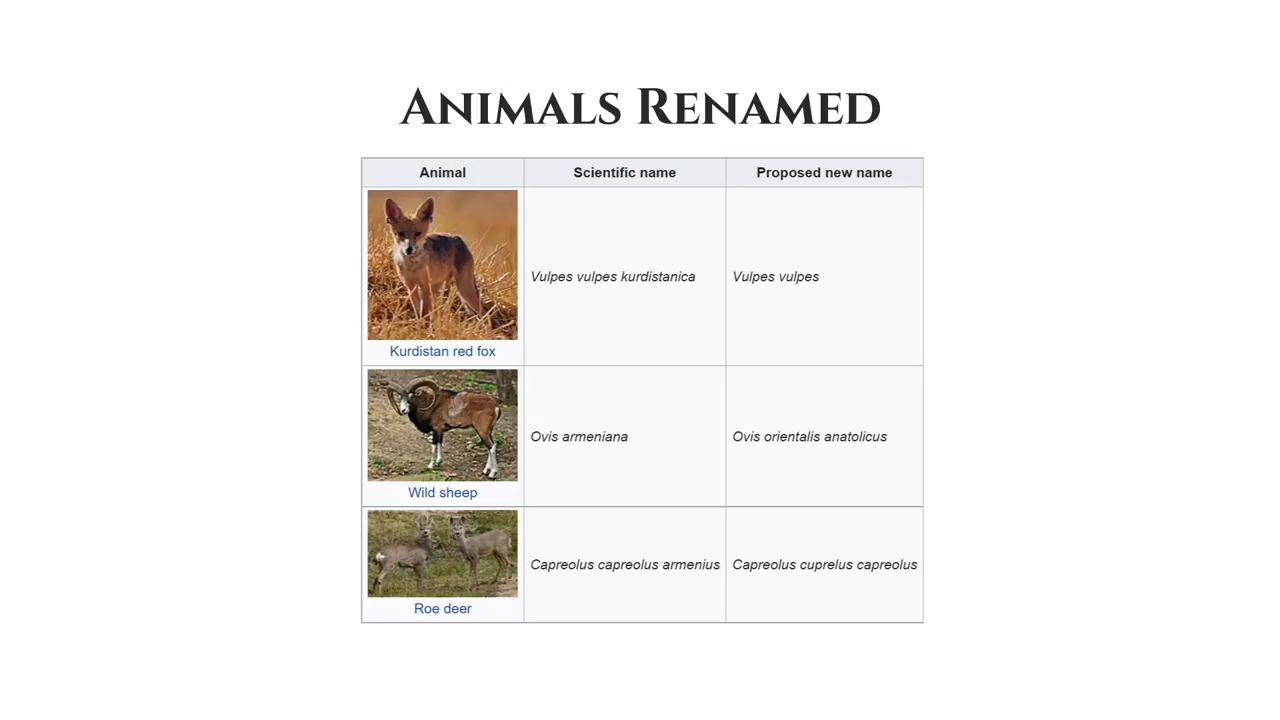 Animals Renamed
Animal Scientific name Proposed new name
Vulpes vulpes kurdistanica Vulpes vulpes
Kurdistan red fox
Ovis armeniana Ovis orientalis anatolicus
Wild sheep
Capreolus capreolus armenius Capreolus cuprelus capreolus
Roe deer